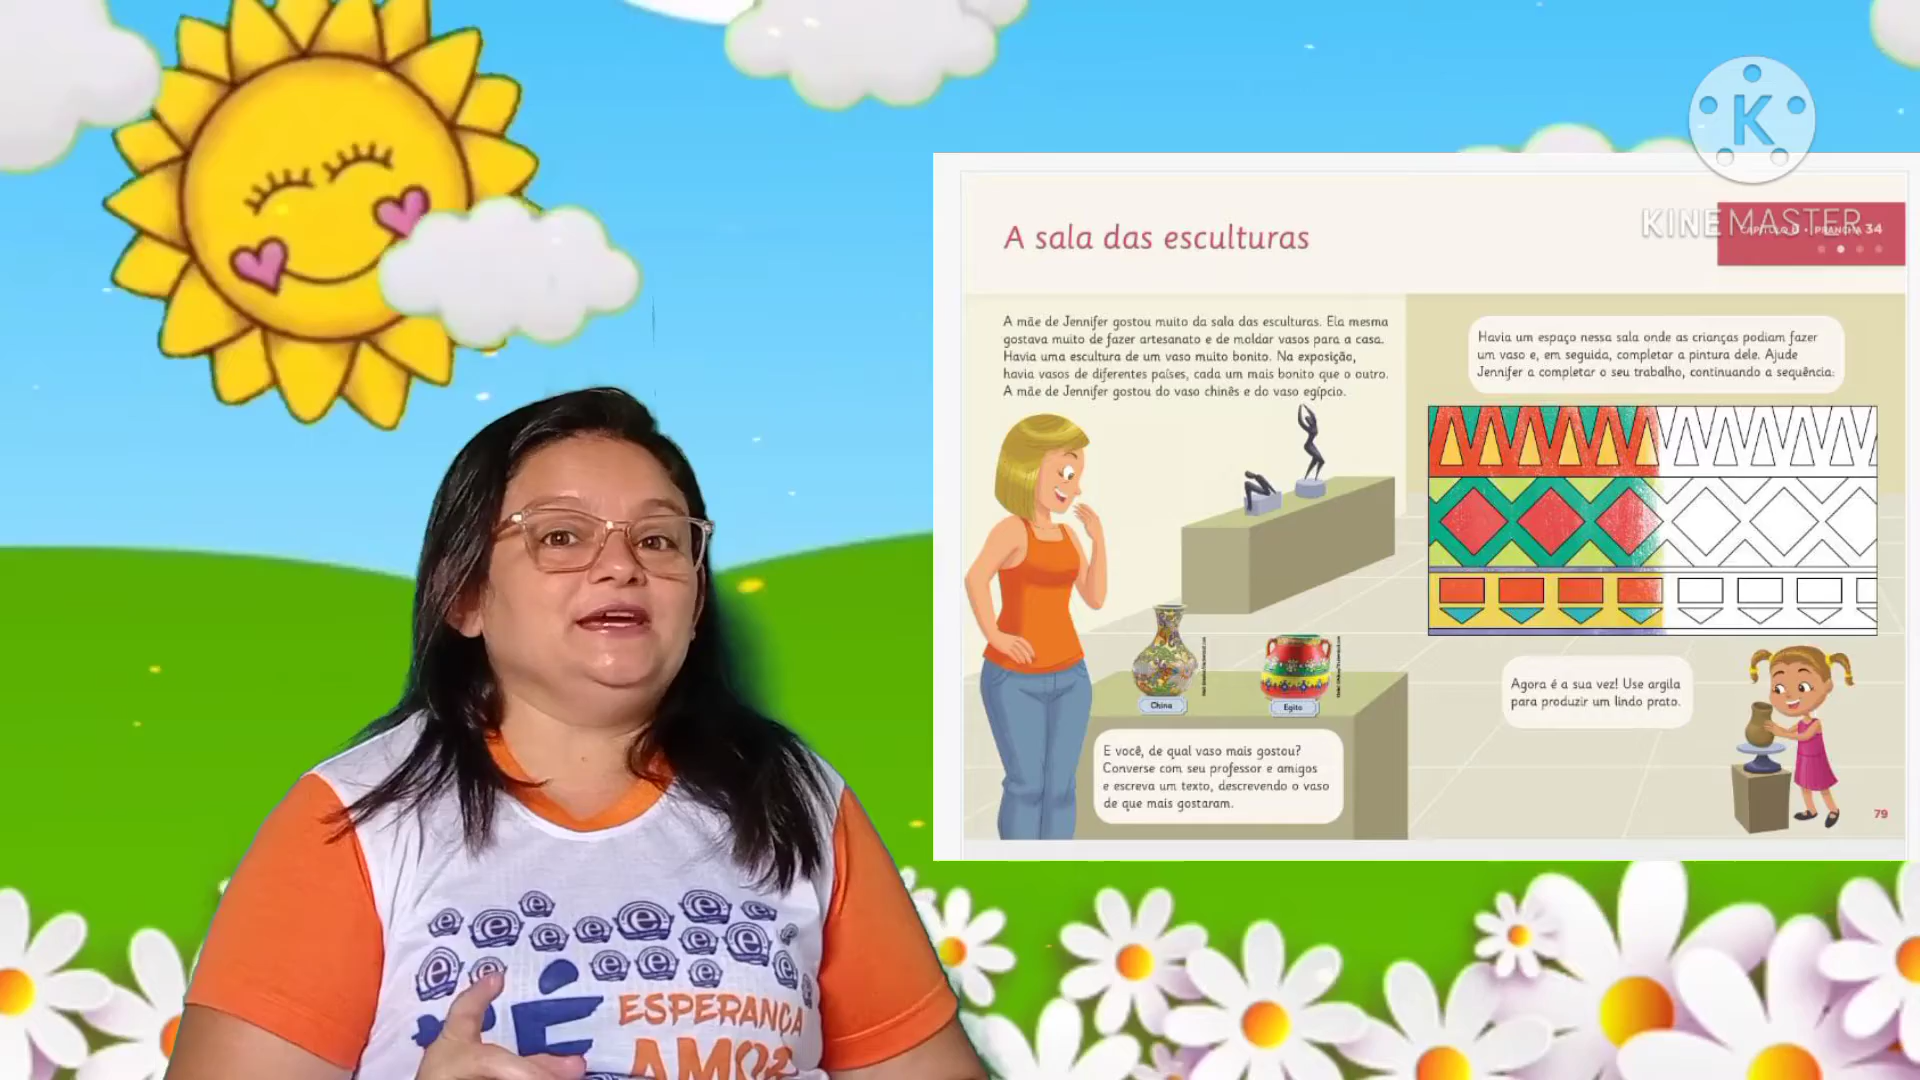 KINEMASTER
A sala das esculturas
34
A mãe de Jennifer gostou muito da sala das esculturas. Ela mesma
gostava muito de fazer artesanato e de moldar vasos para a casa.
Havia uma escultura de um vaso muito bonito. Na exposição,
havia vasos de diferentes países, cada um mais bonito que o outro.
A mãe de Jennifer gostou do vaso chinês e do vaso egípcio.
Havia um espaço nessa sala onde as crianças podiam fazer
um vaso e, em seguida, completar a pintura dele. Ajude
Jennifer a completar o seu trabalho, continuando a sequência:
China
Egito
E você, de qual vaso mais gostou?
Converse com seu professor e amigos
e escreva um texto, descrevendo o vaso
de que mais gostaram.
Agora é a sua vez! Use argila
para produzir um lindo prato.
79
FÉ
ESPERANÇA
AMOR